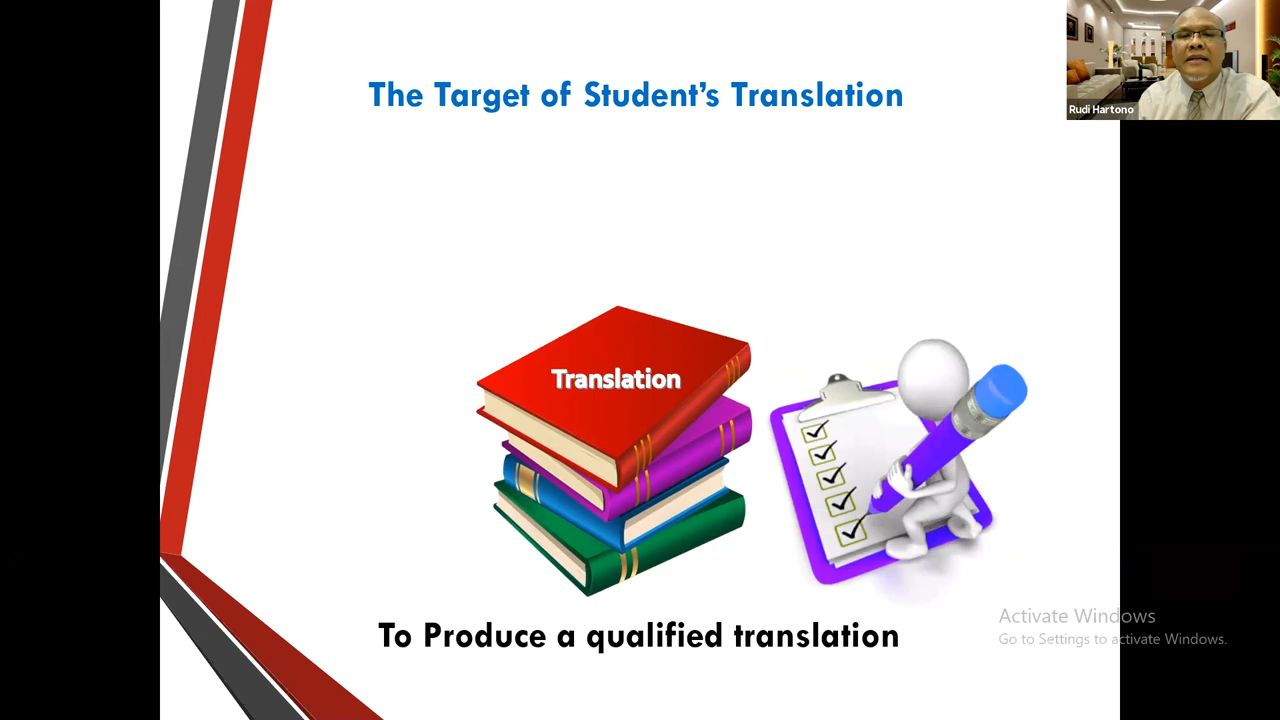 The Target of Student's Translation
Rudi Hartono
Translation
To Produce a qualified translation
Activate Windows
Go to Settings to activate Windows.